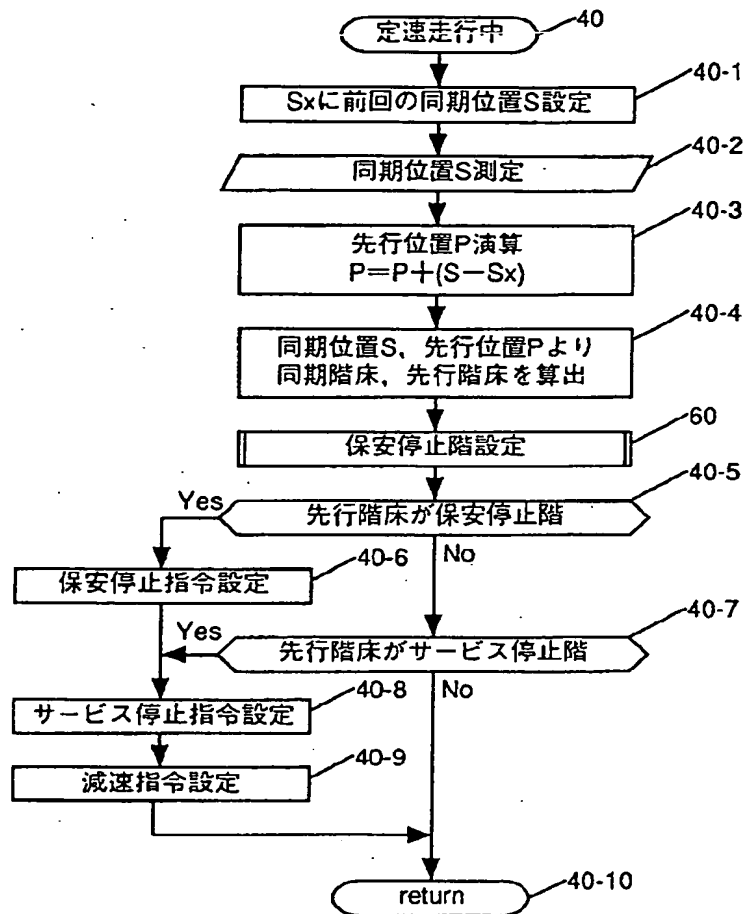 定速走行中
40
40-1
Sxに前回の同期位置S設定
40-2
同期位置S測定
40-3
先行位置P演算
P=P+(S-Sx)
40-4
同期位置S，先行位置Pより
同期階床，先行階床を算出
60
保安停止階設定
40-5
Yes
先行階床が保安停止階
No
40-6
保安停止指令設定
40-7
Yes
先行階床がサービス停止階
No
40-8
サービス停止指令設定
40-9
減速指令設定
return
40-10